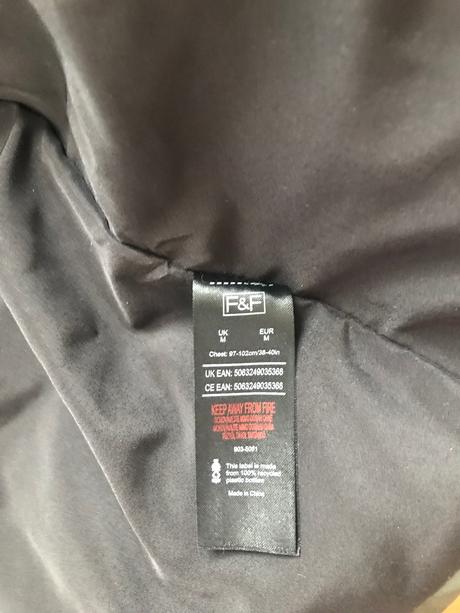 F&F
UK EUR
M M
Chest: 97-102cm/38-40in
UK EAN: 5063249035368
CE EAN: 5063249035368
KEEP AWAY FROM FIRE
903-5091
This label is made
from 100% recycled
plastic bottles
Made in China